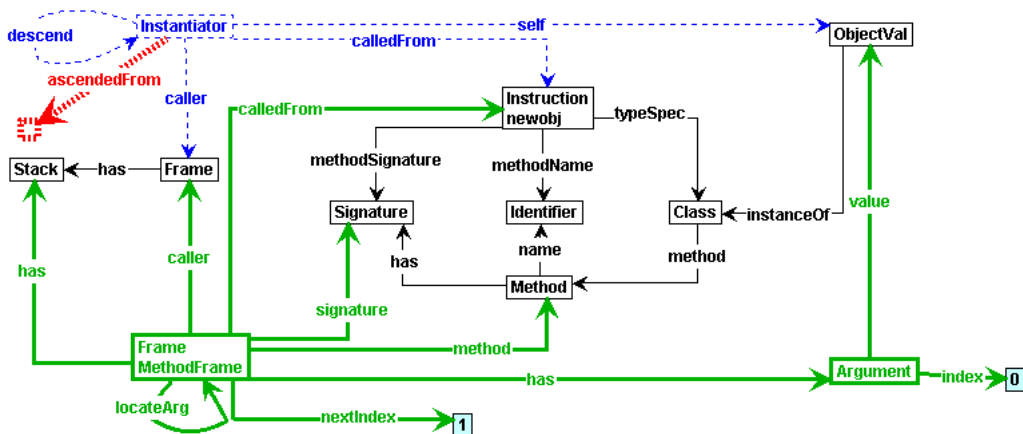 Instantiator
self
descend
calledFrom
ObjectVal
ascendedFrom
caller
calledFrom
Instruction
newobj
typeSpec
methodSignature
methodName
Stack
has
Frame
Signature
Identifier
Class
instanceOf
value
has
caller
has
name
method
Method
signature
Frame
MethodFrame
method
has
Argument
index
0
locateArg
nextIndex
1